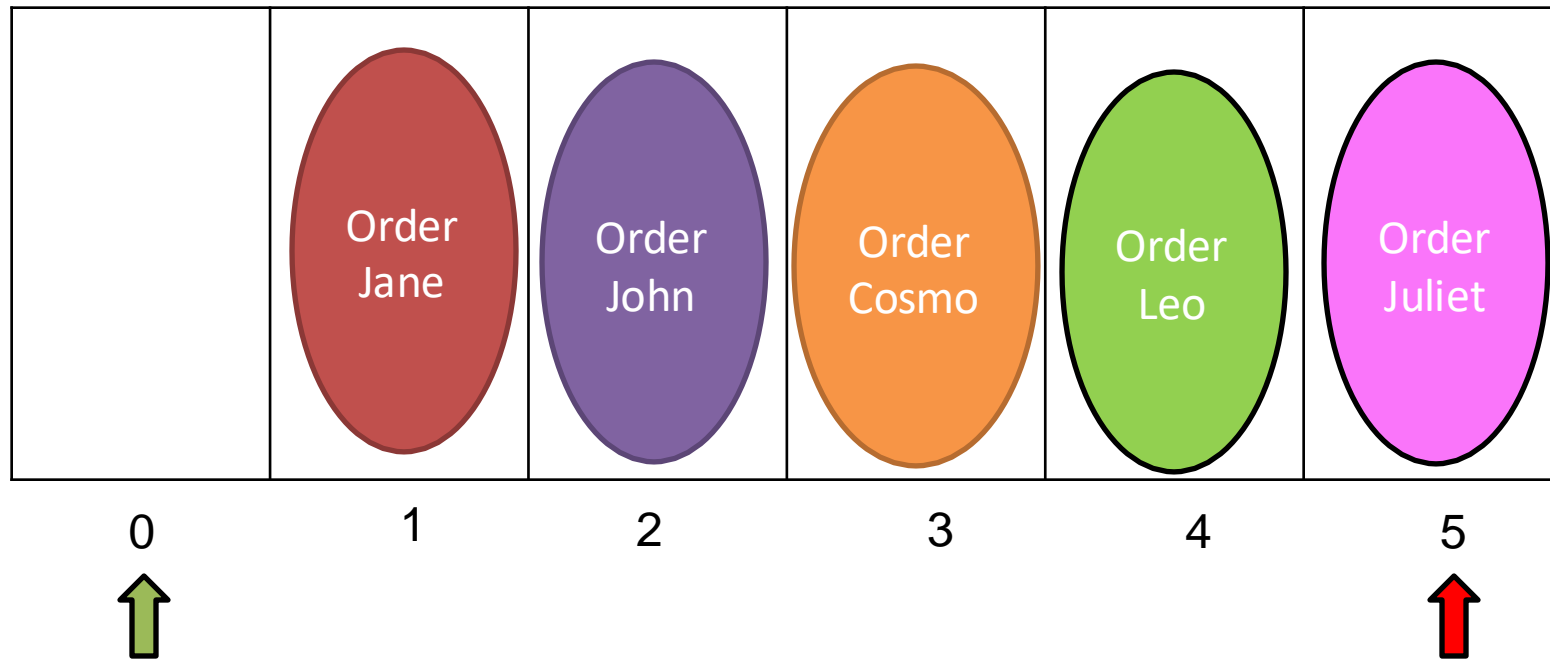 Order
Jane
Order
John
Order
Cosmo
Order
Leo
Order
Juliet
0 1 2 3 4 5